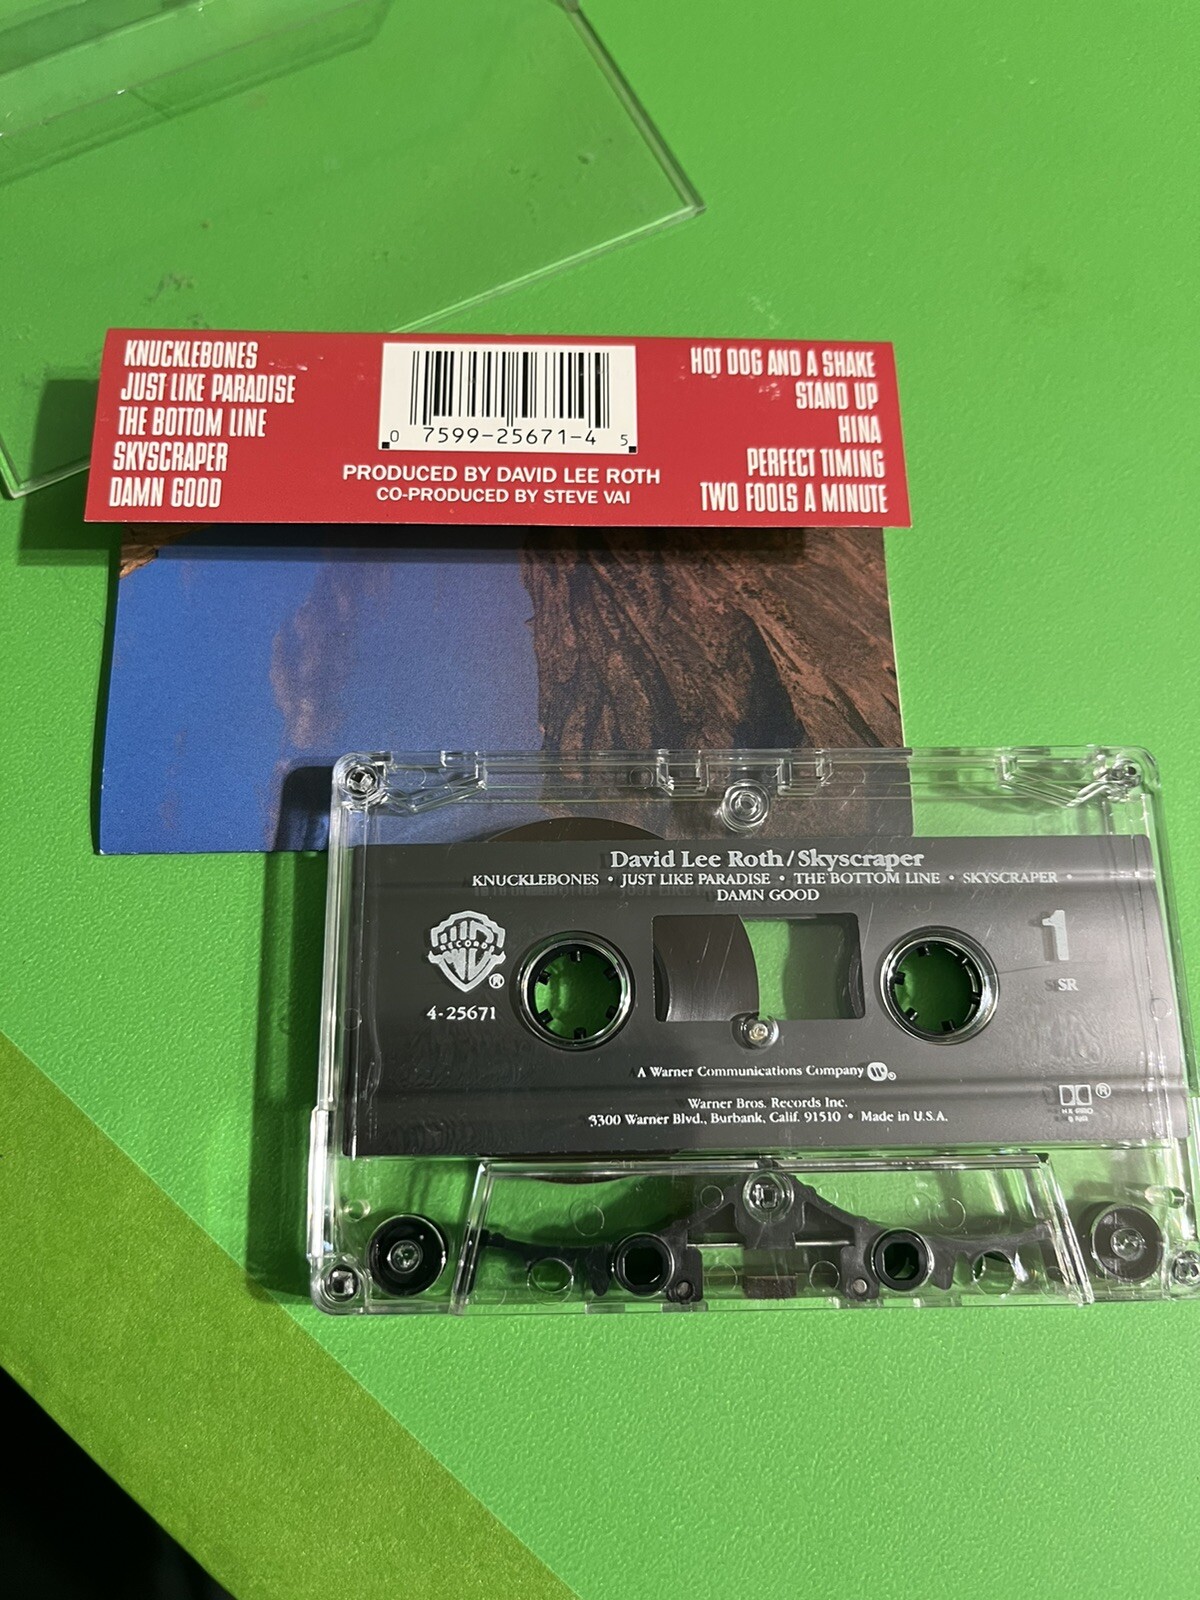 KNUCKLEBONES
JUST LIKE PARADISE
THE BOTTOM LINE
SKYSCRAPER
DAMN GOOD
0 7599-25671-4 5
PRODUCED BY DAVID LEE ROTH
CO-PRODUCED BY STEVE VAI
HOT DOG AND A SHAKE
STAND UP
HINA
PERFECT TIMING
TWO FOOLS A MINUTE
David Lee Roth/Skyscraper
KNUCKLEBONES • JUST LIKE PARADISE • THE BOTTOM LINE • SKYSCRAPER •
DAMN GOOD
RECORDS
®
4-25671
1
SR
A Warner Communications Company
Warner Bros. Records Inc.
3300 Warner Blvd., Burbank, Calif. 91510 • Made in U.S.A.
®